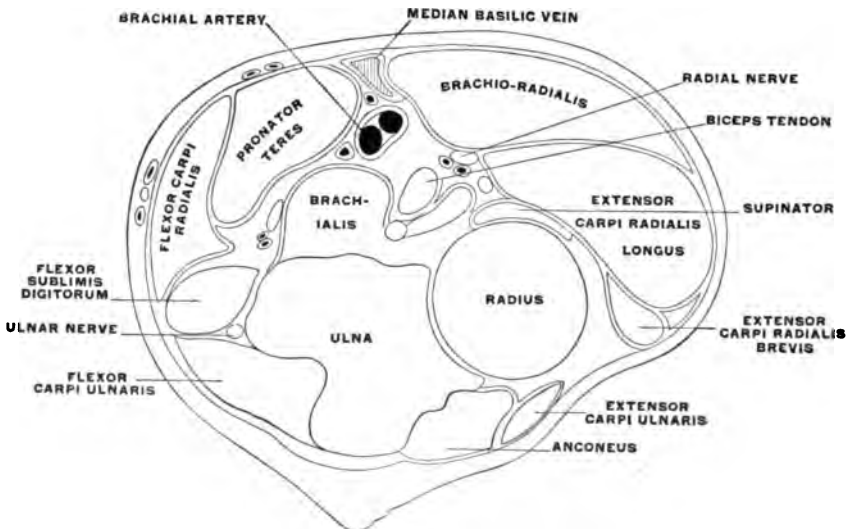 BRACHIAL ARTERY
MEDIAN BASILIC VEIN
BRACHIO-RADIALIS
RADIAL NERVE
BICEPS TENDON
PRONATOR
TERES
FLEXOR CARPI
RADIALIS
BRACH-
IALIS
EXTENSOR
CARPI RADIALIS
LONGUS
SUPINATOR
FLEXOR
SUBLIMIS
DIGITORUM
ULNAR NERVE
ULNA
RADIUS
EXTENSOR
CARPI RADIALIS
BREVIS
FLEXOR
CARPI ULNARIS
EXTENSOR
CARPI ULNARIS
ANCONEUS